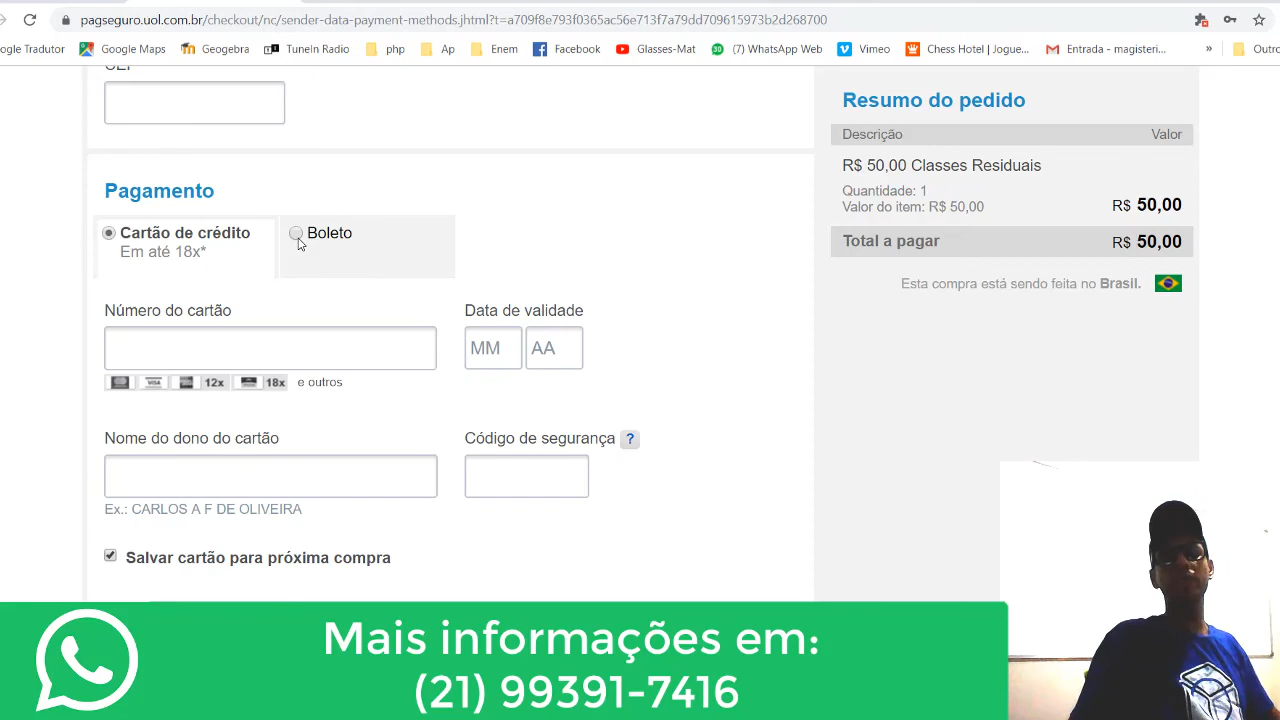 pagseguro.uol.com.br/checkout/nc/sender-data-payment-methods.jhtml?t=a709f8e793f0365ac56e713f7a79dd709615973b2d268700
ogle Tradutor Google Maps Geogebra TuneIn Radio php Ap Enem Facebook Glasses-Mat (7) WhatsApp Web Vimeo Chess Hotel | Jogue... Entrada - magisteri... » Outro
CEP
Pagamento
Cartão de crédito
Em até 18x*
Boleto
Número do cartão
Data de validade
MM AA
VISA 12x 18x e outros
Nome do dono do cartão
Código de segurança ?
Ex.: CARLOS A F DE OLIVEIRA
Salvar cartão para próxima compra
Resumo do pedido
Descrição Valor
R$ 50,00 Classes Residuais
Quantidade: 1
Valor do item: R$ 50,00
R$ 50,00
Total a pagar R$ 50,00
Esta compra está sendo feita no Brasil.
Mais informações em:
(21) 99391-7416